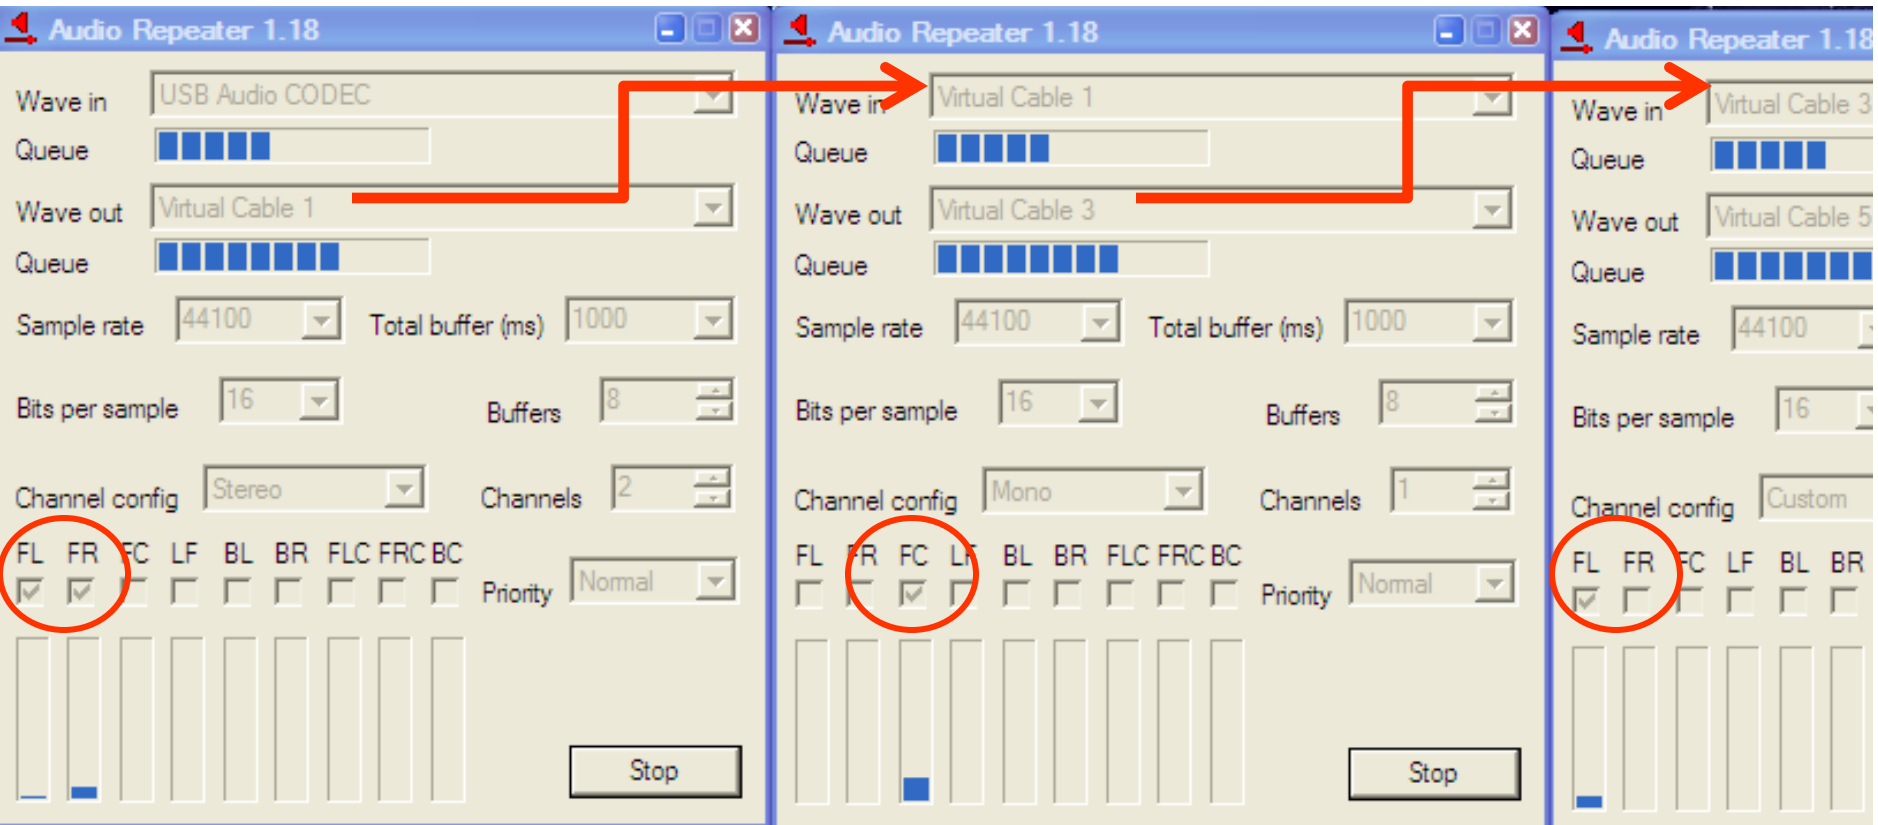 Audio Repeater 1.18
Wave in USB Audio CODEC
Queue
Wave out Virtual Cable 1
Queue
Sample rate 44100 Total buffer (ms) 1000
Bits per sample 16 Buffers 8
Channel config Stereo Channels 2
FL FR FC LF BL BR FLC FRC BC
Priority Normal
Stop
Audio Repeater 1.18
Wave in Virtual Cable 1
Queue
Wave out Virtual Cable 3
Queue
Sample rate 44100 Total buffer (ms) 1000
Bits per sample 16 Buffers 8
Channel config Mono Channels 1
FL FR FC LF BL BR FLC FRC BC
Priority Normal
Stop
Audio Repeater 1.18
Wave in Virtual Cable 3
Queue
Wave out Virtual Cable 5
Queue
Sample rate 44100
Bits per sample 16
Channel config Custom
FL FR FC LF BL BR